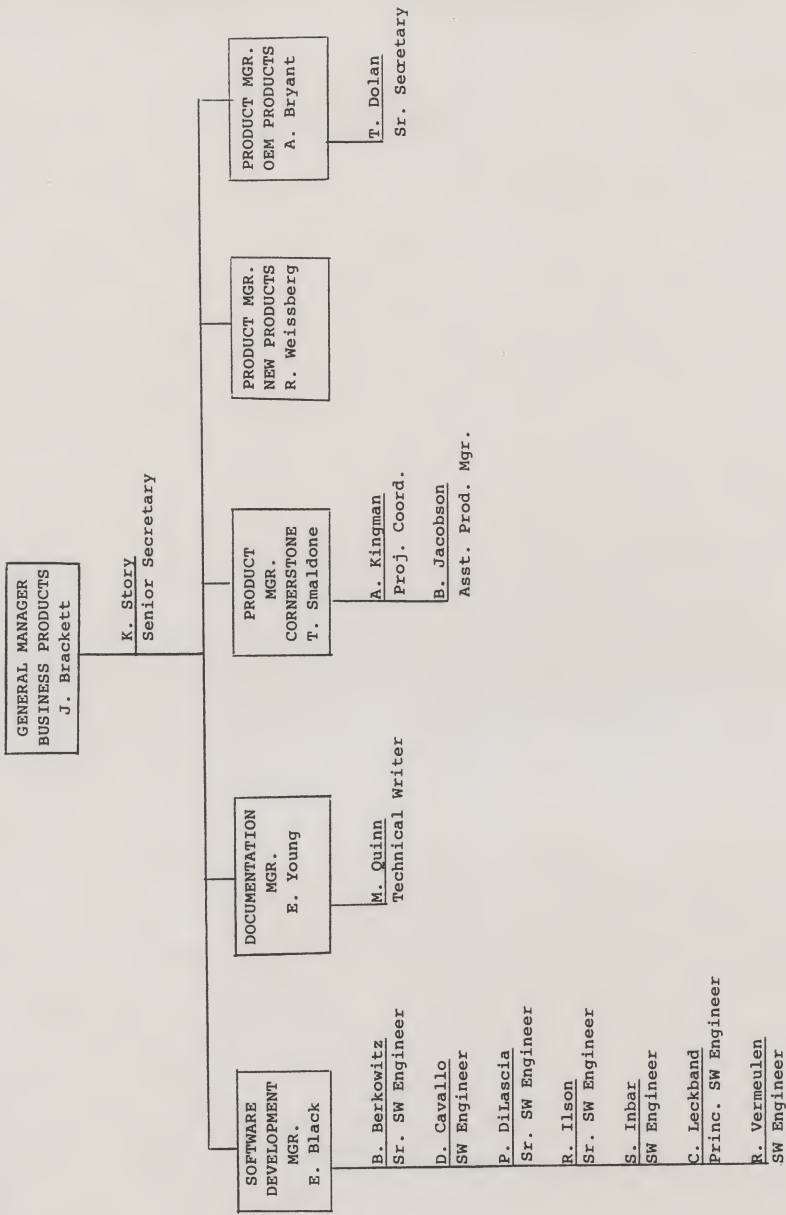 GENERAL MANAGER
BUSINESS PRODUCTS
J. Brackett
K. Story
Senior Secretary
SOFTWARE
DEVELOPMENT
MGR.
E. Black
B. Berkowitz
Sr. SW Engineer
D. Cavallo
SW Engineer
P. DiLascia
Sr. SW Engineer
R. Ilson
Sr. SW Engineer
S. Inbar
SW Engineer
C. Leckband
Princ. SW Engineer
R. Vermeulen
SW Engineer
DOCUMENTATION
MGR.
E. Young
M. Quinn
Technical Writer
PRODUCT
MGR.
CORNERSTONE
T. Smaldone
A. Kingman
Proj. Coord.
B. Jacobson
Asst. Prod. Mgr.
PRODUCT MGR.
NEW PRODUCTS
R. Weissberg
PRODUCT MGR.
OEM PRODUCTS
A. Bryant
T. Dolan
Sr. Secretary